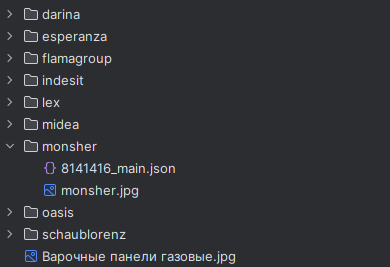 darina
esperanza
flamagroup
indesit
lex
midea
monsher
8141416_main.json
monsher.jpg
oasis
schaublorenz
Варочные панели газовые.jpg